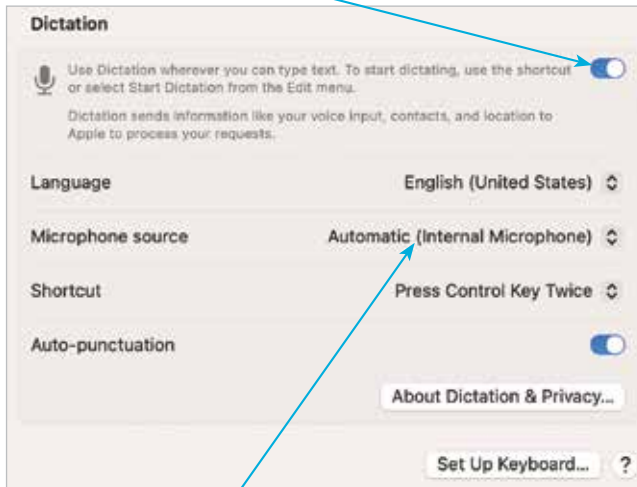 Dictation
Use Dictation wherever you can type text. To start dictating, use the shortcut
or select Start Dictation from the Edit menu.
Dictation sends information like your voice input, contacts, and location to
Apple to process your requests.
Language English (United States)
Microphone source Automatic (Internal Microphone)
Shortcut Press Control Key Twice
Auto-punctuation
About Dictation & Privacy...
Set Up Keyboard... ?